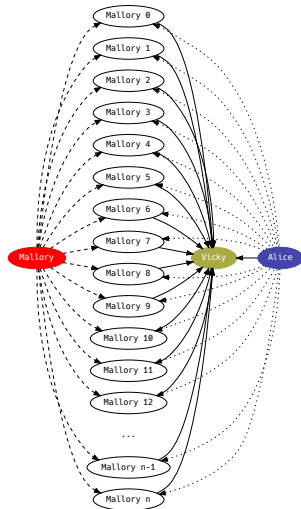 Mallory 0
Mallory 1
Mallory 2
Mallory 3
Mallory 4
Mallory 5
Mallory 6
Mallory 7
Mallory
Vicky
Alice
Mallory 8
Mallory 9
Mallory 10
Mallory 11
Mallory 12
...
Mallory n-1
Mallory n